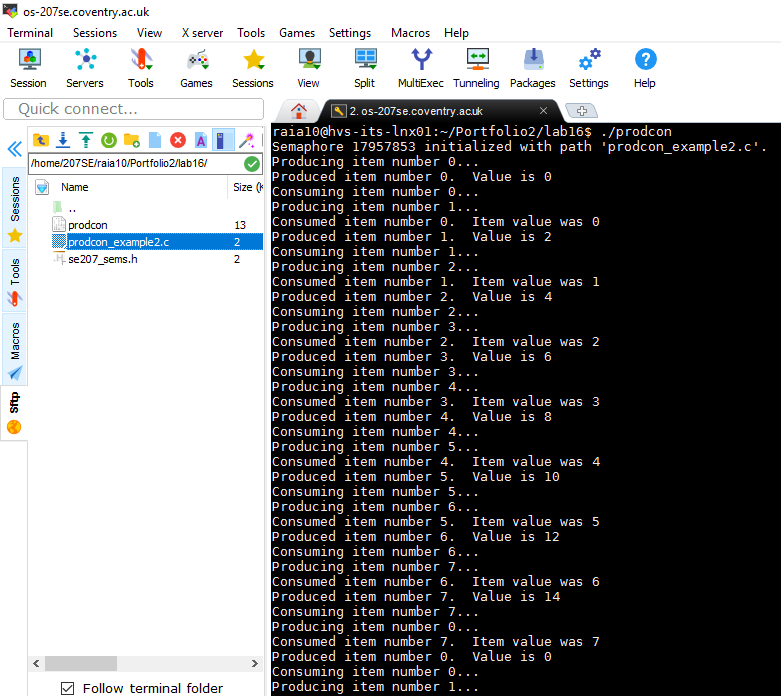 os-207se.coventry.ac.uk
Terminal Sessions View X server Tools Games Settings Macros Help
Session Servers Tools Games Sessions View Split MultiExec Tunneling Packages Settings Help
Quick connect...
2. os-207se.coventry.ac.uk
/home/207SE/raia10/Portfolio2/lab16/
Name Size (K
..
prodcon 13
prodcon_example2.c 2
se207_sems.h 2
Sessions
Tools
Macros
Sftp
Follow terminal folder
raia10@hvs-its-lnx01:~/Portfolio2/lab16$ ./prodcon
Semaphore 17957853 initialized with path 'prodcon_example2.c'.
Producing item number 0...
Produced item number 0.  Value is 0
Consuming item number 0...
Producing item number 1...
Consumed item number 0.  Item value was 0
Produced item number 1.  Value is 2
Consuming item number 1...
Producing item number 2...
Consumed item number 1.  Item value was 1
Produced item number 2.  Value is 4
Consuming item number 2...
Producing item number 3...
Consumed item number 2.  Item value was 2
Produced item number 3.  Value is 6
Consuming item number 3...
Producing item number 4...
Consumed item number 3.  Item value was 3
Produced item number 4.  Value is 8
Consuming item number 4...
Producing item number 5...
Consumed item number 4.  Item value was 4
Produced item number 5.  Value is 10
Consuming item number 5...
Producing item number 6...
Consumed item number 5.  Item value was 5
Produced item number 6.  Value is 12
Consuming item number 6...
Producing item number 7...
Consumed item number 6.  Item value was 6
Produced item number 7.  Value is 14
Consuming item number 7...
Producing item number 0...
Consumed item number 7.  Item value was 7
Produced item number 0.  Value is 0
Consuming item number 0...
Producing item number 1...